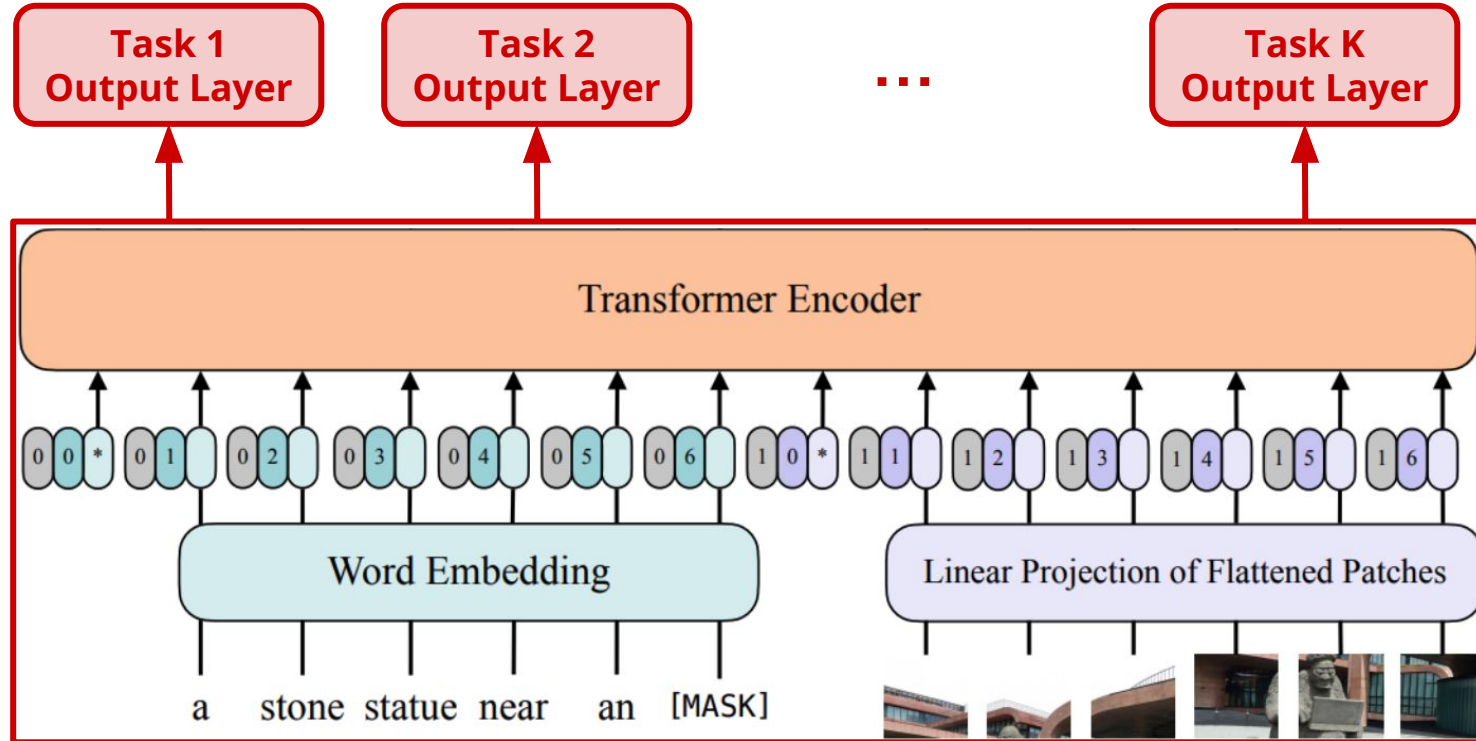 Task 1
Output Layer
Task 2
Output Layer
...
Task K
Output Layer
Transformer Encoder
0 0 * 0 1 0 2 0 3 0 4 0 5 0 6 1 0 * 1 1 1 2 1 3 1 4 1 5 1 6
Word Embedding
Linear Projection of Flattened Patches
a stone statue near an [MASK]